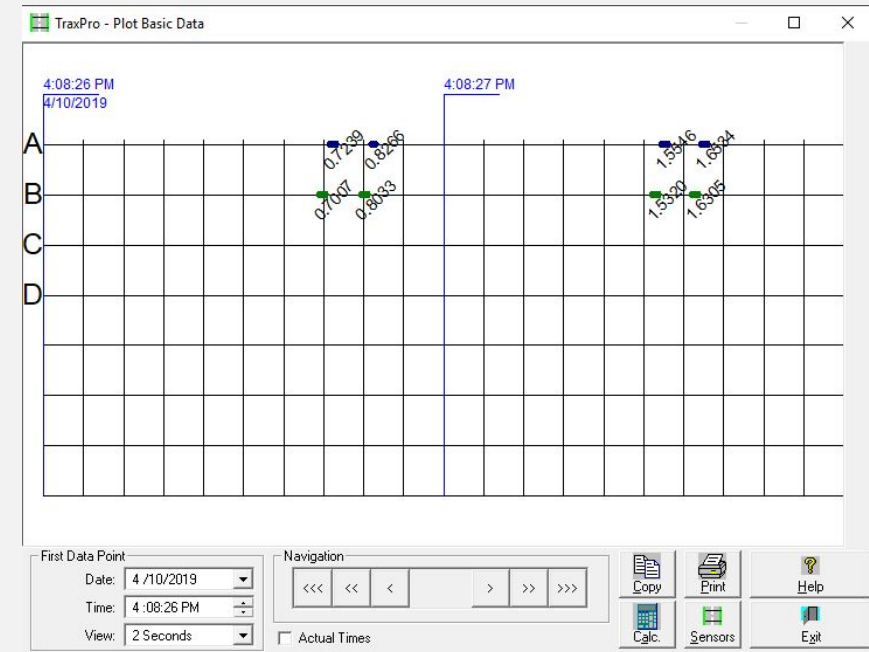 TraxPro - Plot Basic Data
4:08:26 PM
4/10/2019
4:08:27 PM
A
0.7239
0.8266
1.5546
1.6534
B
0.7007
0.8033
1.5320
1.6305
C
D
First Data Point
Date: 4 /10/2019
Time: 4 :08:26 PM
View: 2 Seconds
Navigation
<<< << < > >> >>>
Actual Times
Copy
Print
Help
Calc.
Sensors
Exit